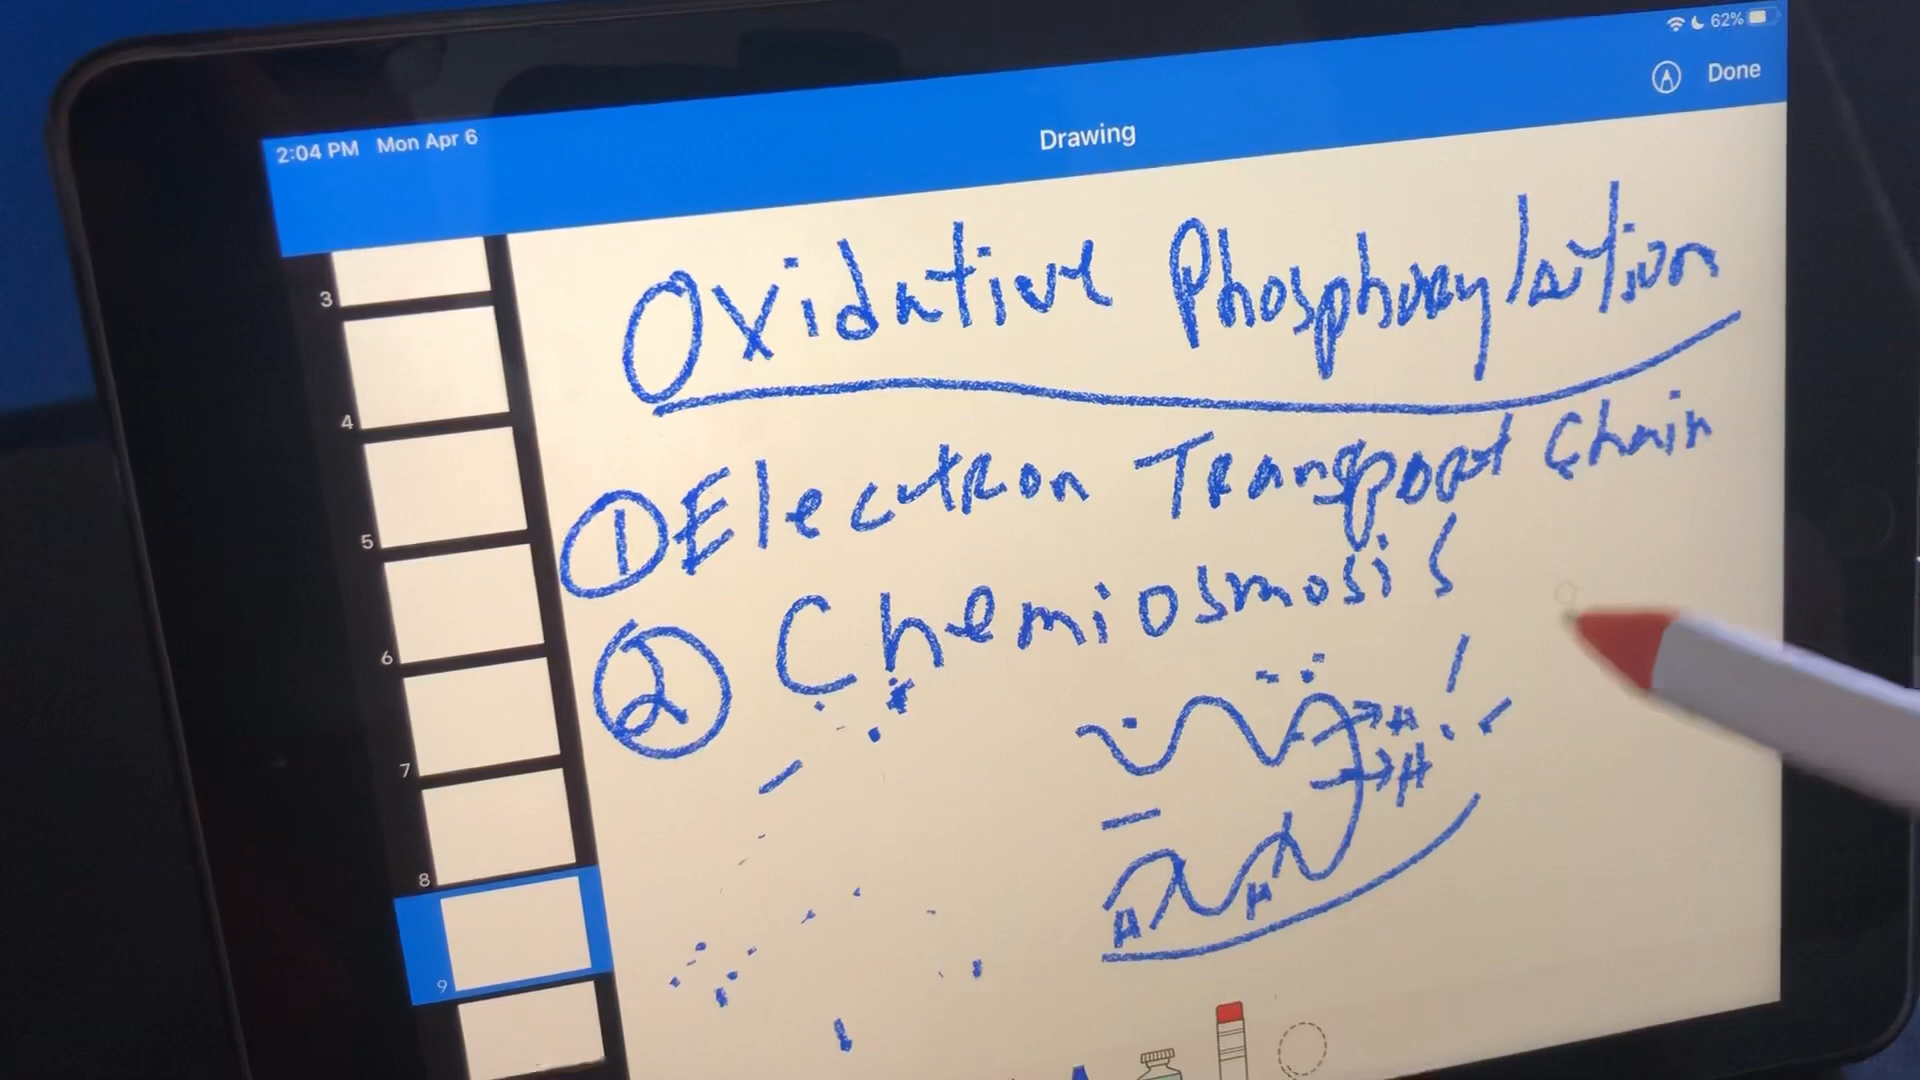 62%
2:04 PM Mon Apr 6
Drawing
Done
3
4
5
6
7
8
9
Oxidative Phosphorylation
① Electron Transport Chain
② Chemiosmosis
H
H
H H